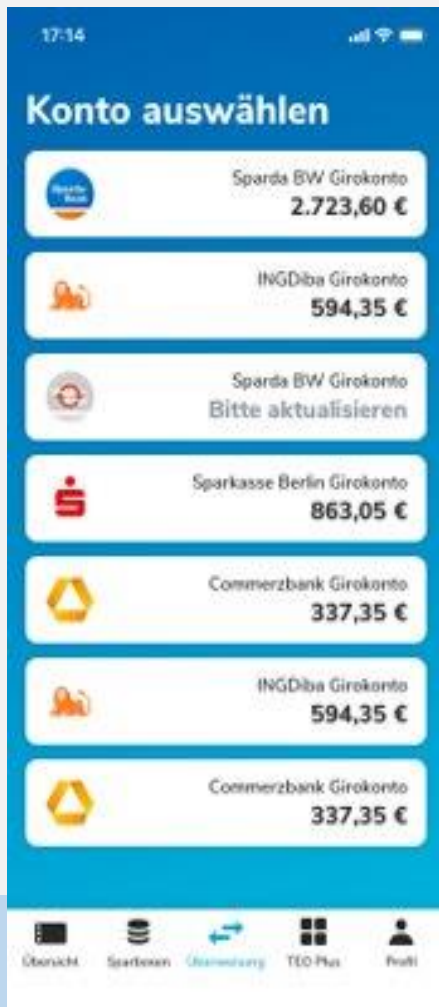 17:14
Konto auswählen
Sparda BW Girokonto
2.723,60 €
INGDiba Girokonto
594,35 €
Sparda BW Girokonto
Bitte aktualisieren
Sparkasse Berlin Girokonto
863,05 €
Commerzbank Girokonto
337,35 €
INGDiba Girokonto
594,35 €
Commerzbank Girokonto
337,35 €
Übersicht Überweisung TEO Plus Profil